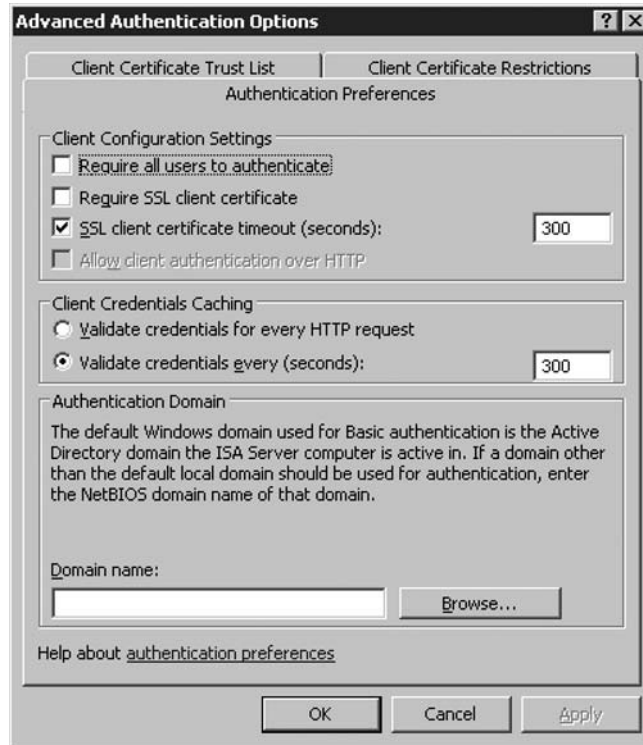 Advanced Authentication Options
Client Certificate Trust List
Client Certificate Restrictions
Authentication Preferences
Client Configuration Settings
Require all users to authenticate
Require SSL client certificate
SSL client certificate timeout (seconds): 300
Allow client authentication over HTTP
Client Credentials Caching
Validate credentials for every HTTP request
Validate credentials every (seconds): 300
Authentication Domain
The default Windows domain used for Basic authentication is the Active
Directory domain the ISA Server computer is active in. If a domain other
than the default local domain should be used for authentication, enter
the NetBIOS domain name of that domain.
Domain name:
Browse...
Help about authentication preferences
OK
Cancel
Apply